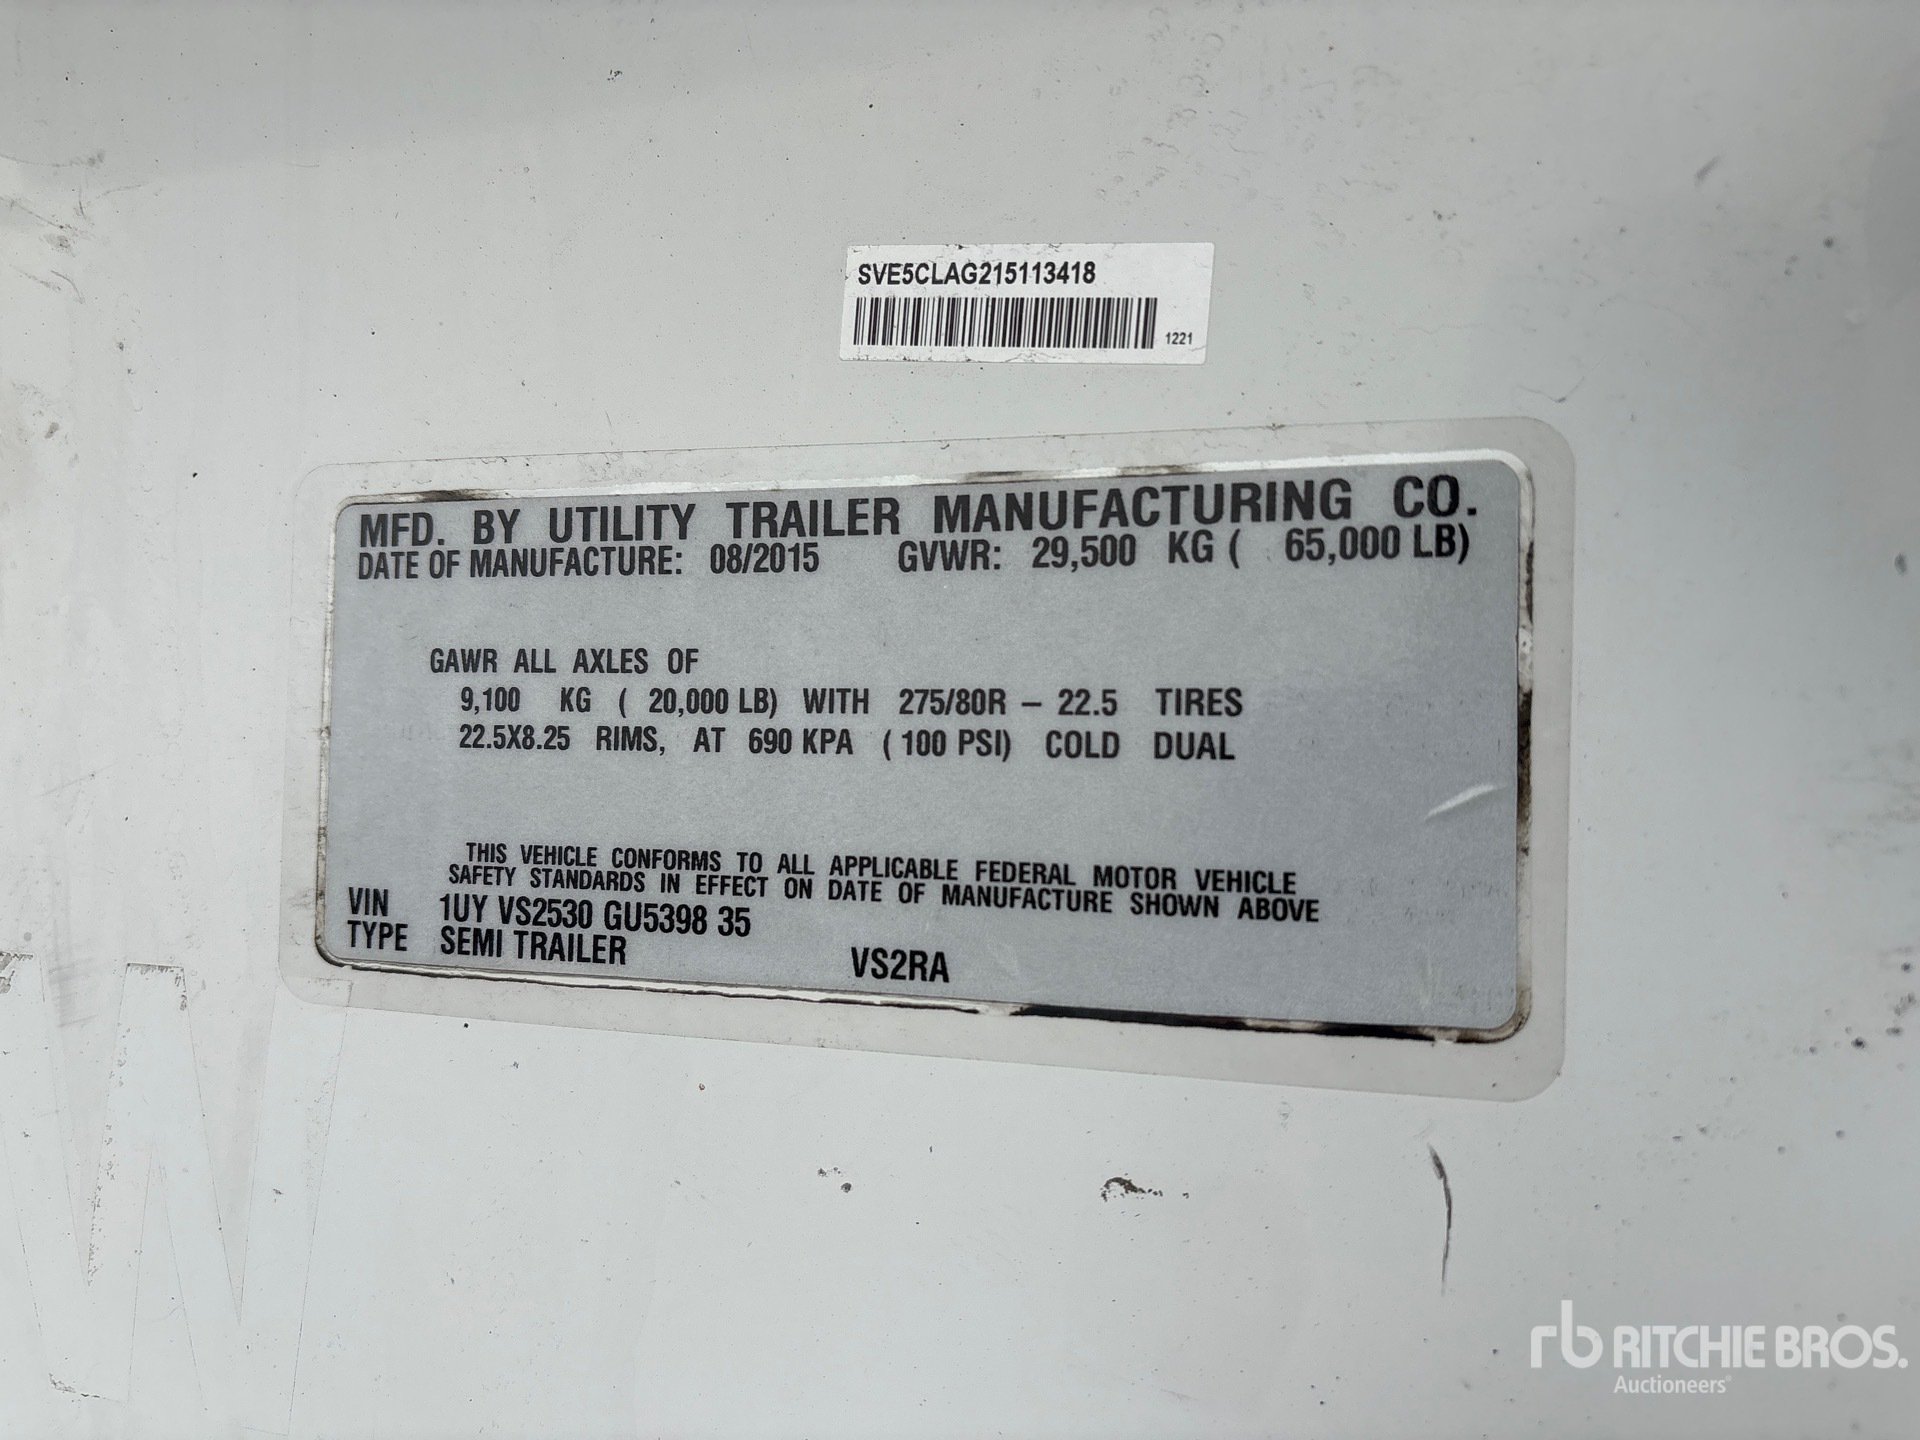 SVE5CLAG215113418
1221
MFD. BY UTILITY TRAILER MANUFACTURING CO.
DATE OF MANUFACTURE: 08/2015 GVWR: 29,500 KG ( 65,000 LB)
GAWR ALL AXLES OF
9,100 KG ( 20,000 LB) WITH 275/80R – 22.5 TIRES
22.5X8.25 RIMS, AT 690 KPA ( 100 PSI) COLD DUAL
THIS VEHICLE CONFORMS TO ALL APPLICABLE FEDERAL MOTOR VEHICLE
SAFETY STANDARDS IN EFFECT ON DATE OF MANUFACTURE SHOWN ABOVE
VIN 1UY VS2530 GU5398 35
TYPE SEMI TRAILER VS2RA
W
rb RITCHIE BROS.
Auctioneers